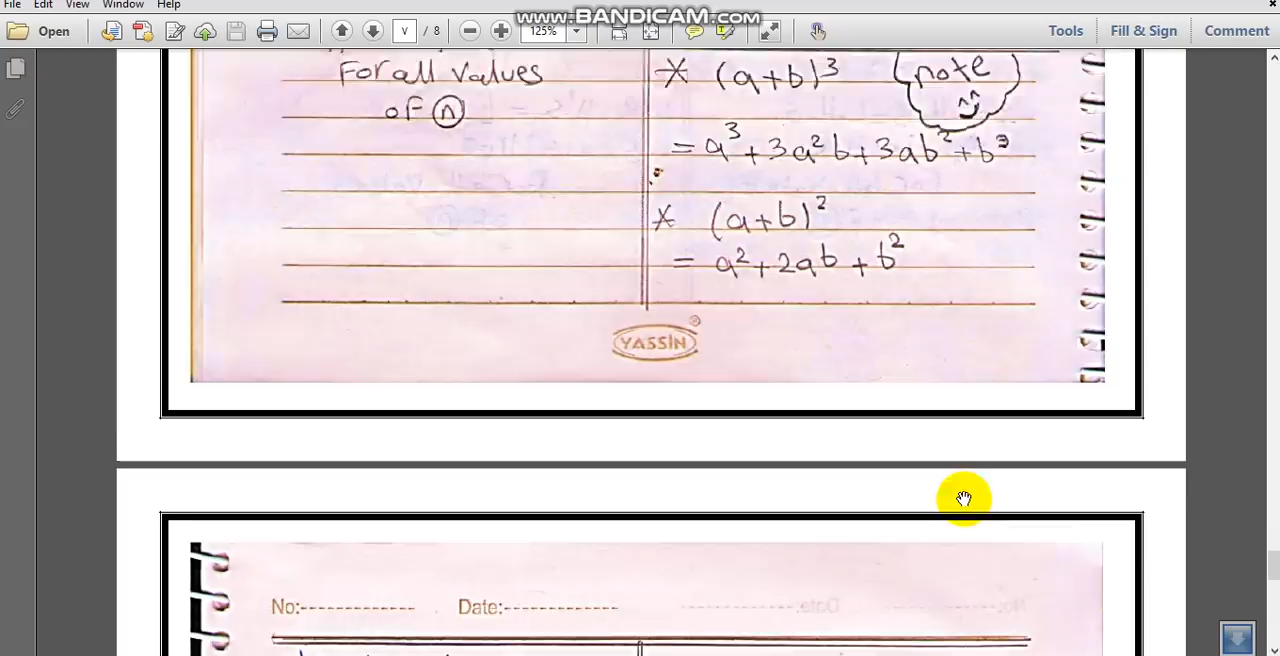 File Edit View Window Help
www.BANDICAM.com
Open
v / 8
125%
Tools
Fill & Sign
Comment
For all values
of n
* (a+b)³
note
= a³ + 3a²b + 3ab² + b³
* (a+b)²
= a² + 2ab + b²
YASSIN ®
No:-------------- Date:--------------